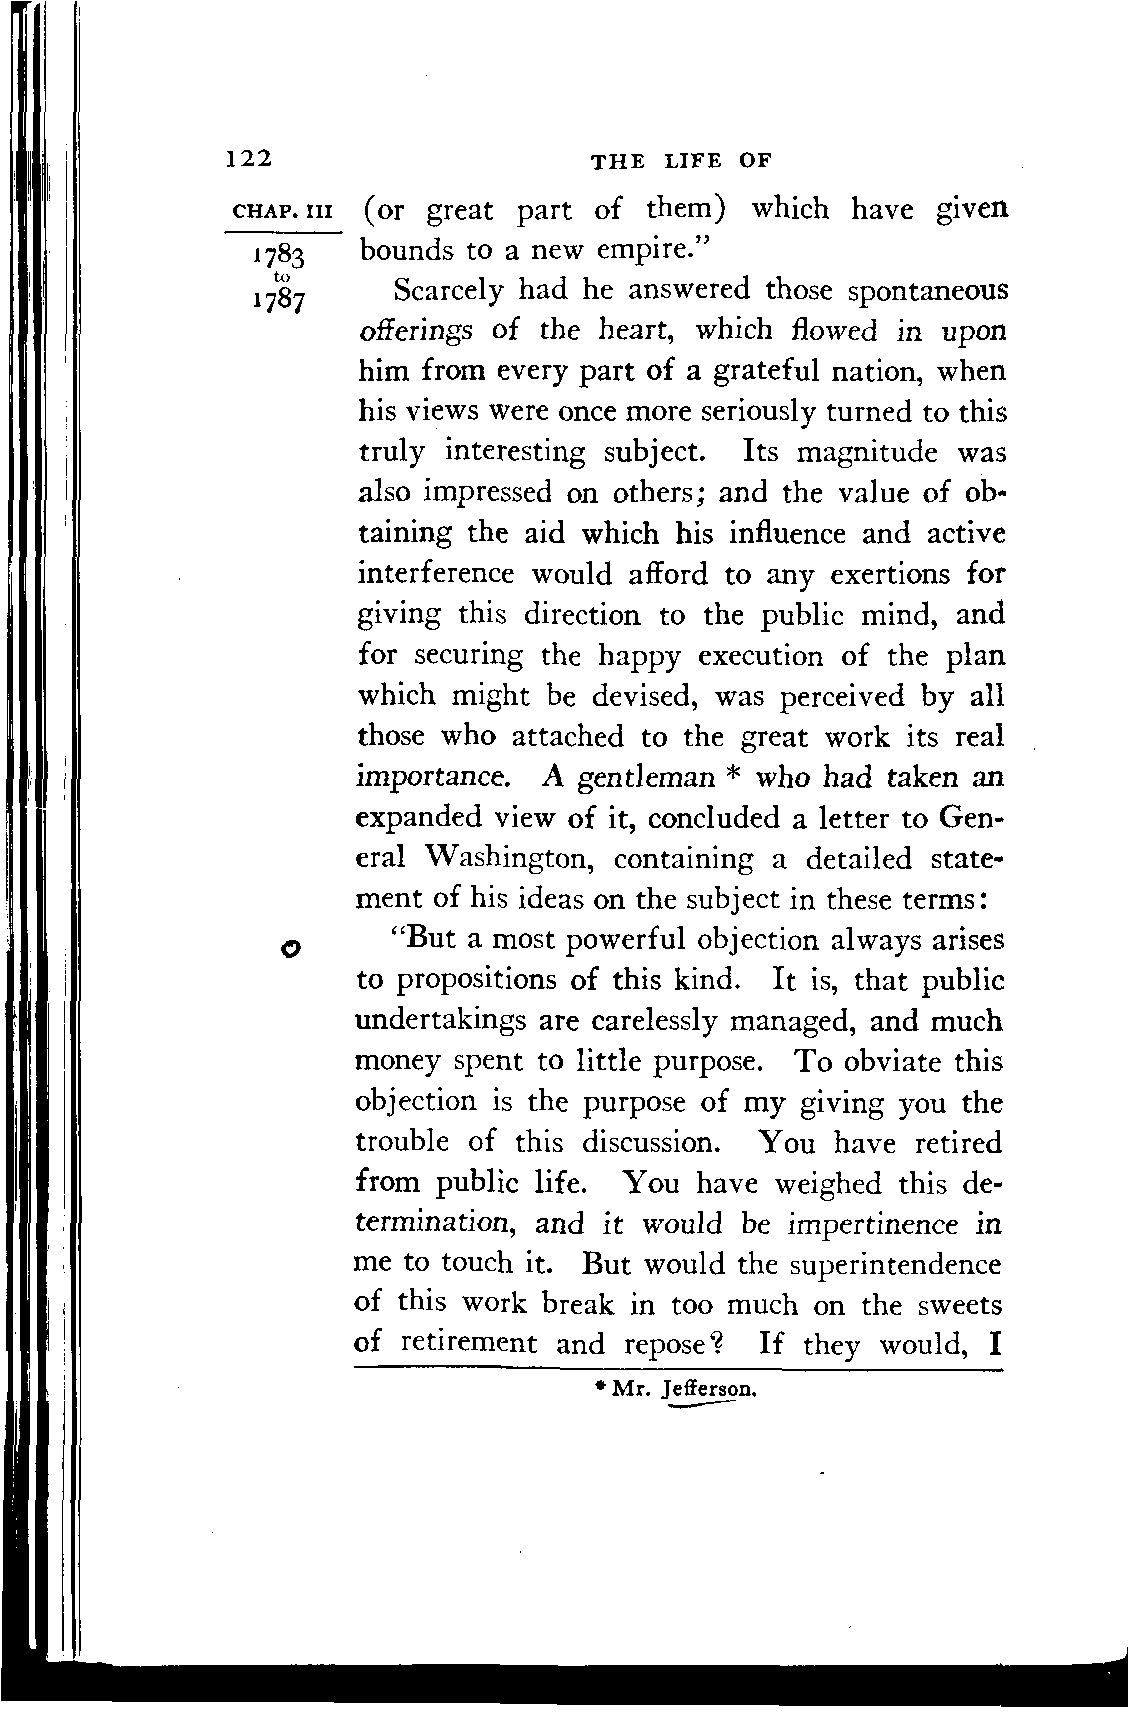 122 THE LIFE OF
CHAP. III (or great part of them) which have given
1783 bounds to a new empire."
to
1787 Scarcely had he answered those spontaneous
offerings of the heart, which flowed in upon
him from every part of a grateful nation, when
his views were once more seriously turned to this
truly interesting subject. Its magnitude was
also impressed on others; and the value of ob-
taining the aid which his influence and active
interference would afford to any exertions for
giving this direction to the public mind, and
for securing the happy execution of the plan
which might be devised, was perceived by all
those who attached to the great work its real
importance. A gentleman * who had taken an
expanded view of it, concluded a letter to Gen-
eral Washington, containing a detailed state-
ment of his ideas on the subject in these terms:
"But a most powerful objection always arises
to propositions of this kind. It is, that public
undertakings are carelessly managed, and much
money spent to little purpose. To obviate this
objection is the purpose of my giving you the
trouble of this discussion. You have retired
from public life. You have weighed this de-
termination, and it would be impertinence in
me to touch it. But would the superintendence
of this work break in too much on the sweets
of retirement and repose? If they would, I
* Mr. Jefferson.